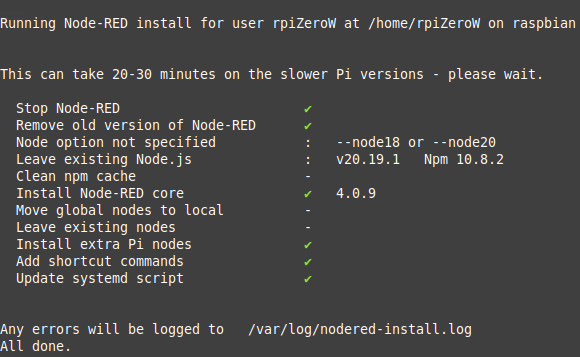 Running Node-RED install for user rpiZeroW at /home/rpiZeroW on raspbian
This can take 20-30 minutes on the slower Pi versions - please wait.
Stop Node-RED ✔
Remove old version of Node-RED ✔
Node option not specified : --node18 or --node20
Leave existing Node.js : v20.19.1 Npm 10.8.2
Clean npm cache -
Install Node-RED core ✔ 4.0.9
Move global nodes to local -
Leave existing nodes -
Install extra Pi nodes ✔
Add shortcut commands ✔
Update systemd script ✔
Any errors will be logged to /var/log/nodered-install.log
All done.